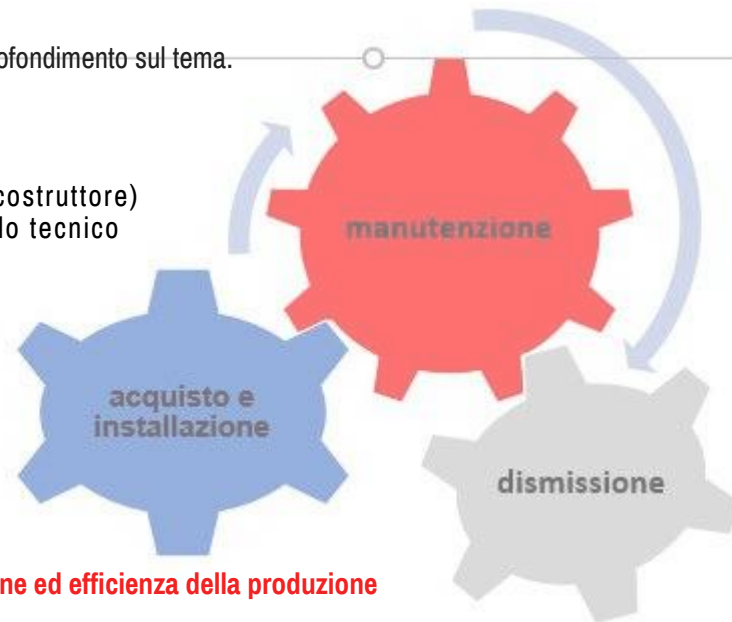 ofondimento sul tema.
costruttore)
lo tecnico
manutenzione
acquisto e
installazione
dismissione
ne ed efficienza della produzione